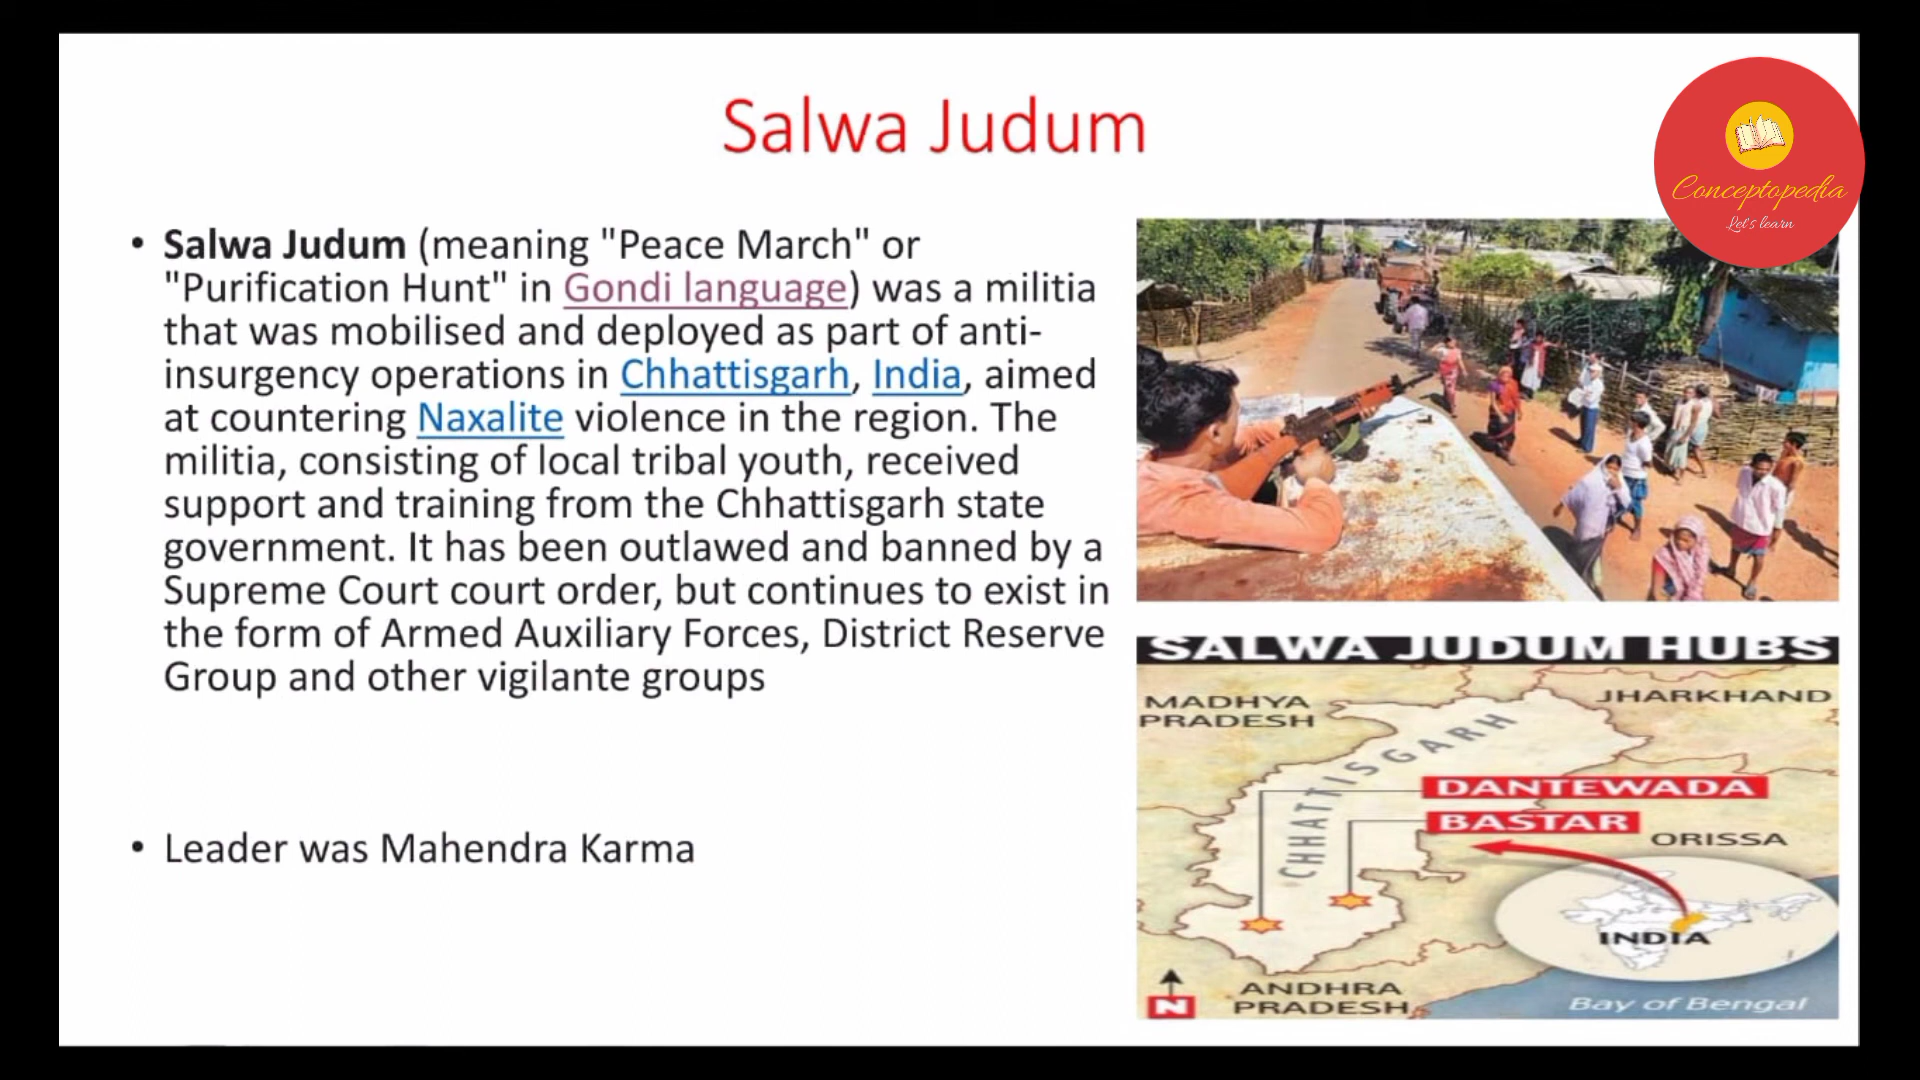 Salwa Judum
Conceptopedia
Let's learn
• Salwa Judum (meaning "Peace March" or
"Purification Hunt" in Gondi language) was a militia
that was mobilised and deployed as part of anti-
insurgency operations in Chhattisgarh, India, aimed
at countering Naxalite violence in the region. The
militia, consisting of local tribal youth, received
support and training from the Chhattisgarh state
government. It has been outlawed and banned by a
Supreme Court court order, but continues to exist in
the form of Armed Auxiliary Forces, District Reserve
Group and other vigilante groups
• Leader was Mahendra Karma
SALWA JUDUM HUBS
MADHYA
PRADESH
JHARKHAND
CHHATTISGARH
DANTEWADA
BASTAR
ORISSA
INDIA
N
ANDHRA
PRADESH
Bay of Bengal